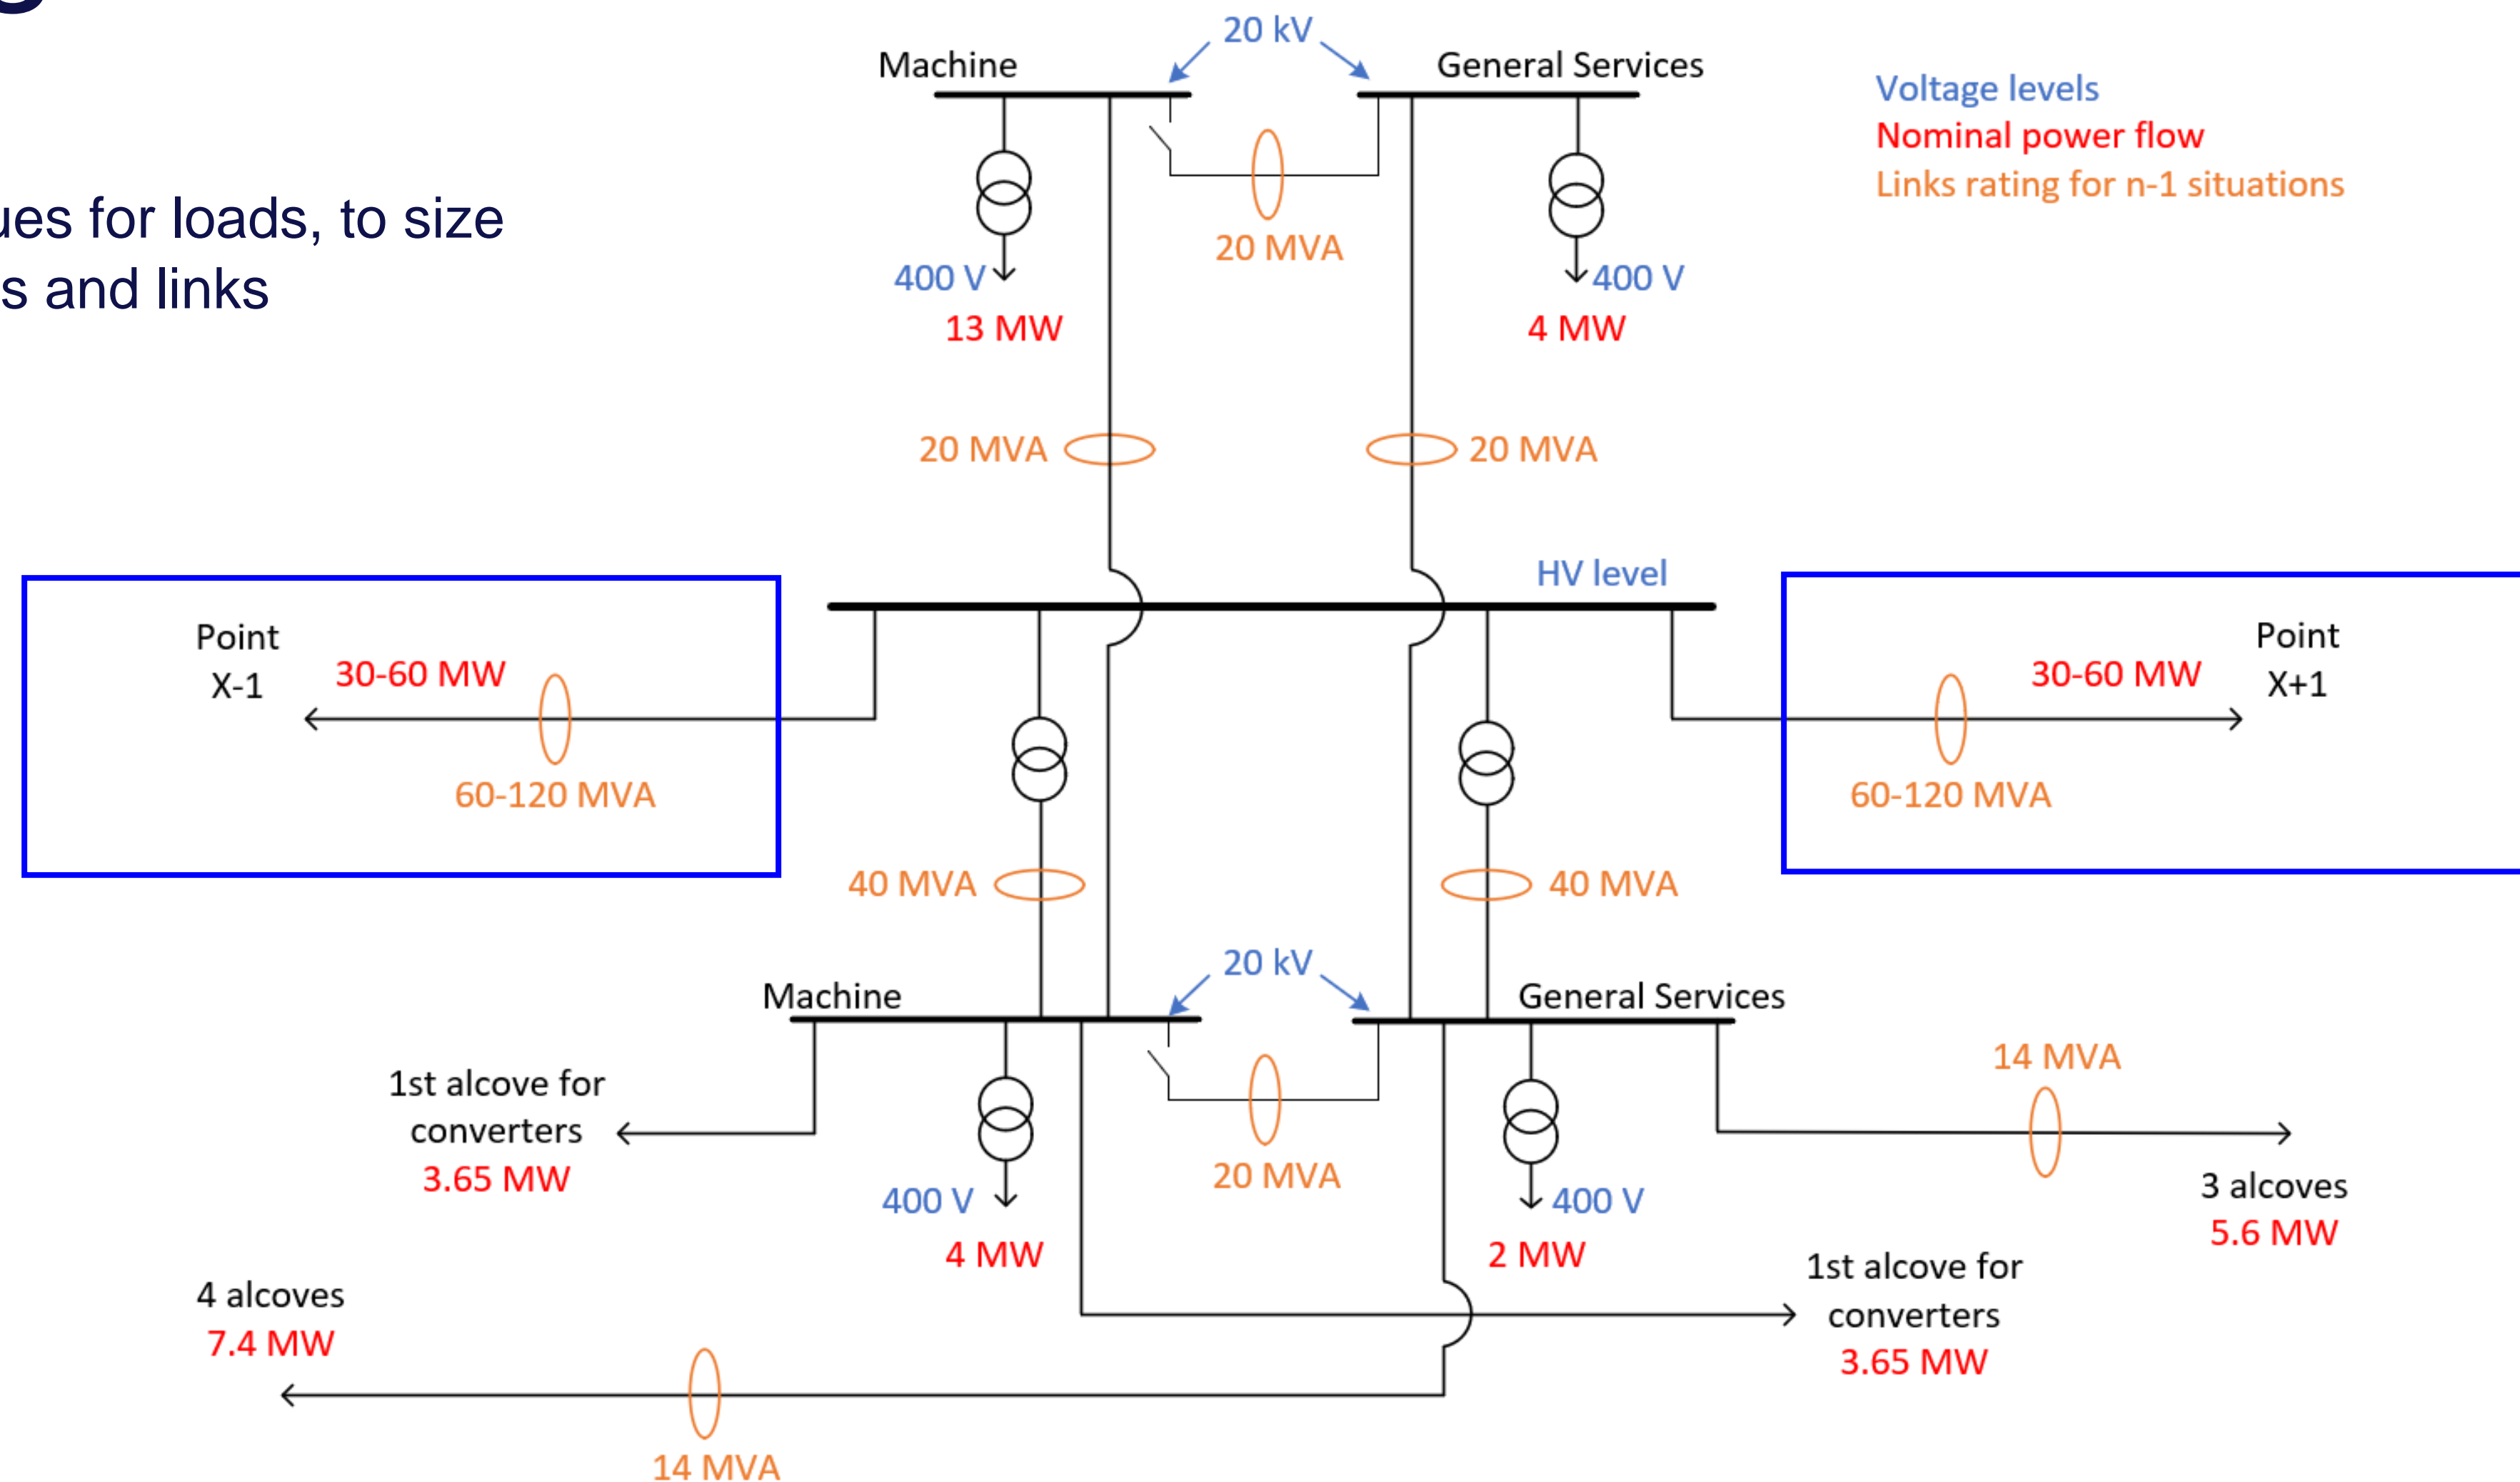 20 kV
Machine
General Services
Voltage levels
Nominal power flow
Links rating for n-1 situations
for loads, to size
and links
20 MVA
400 V
400 V
13 MW
4 MW
20 MVA
20 MVA
HV level
Point
X-1
30-60 MW
60-120 MVA
30-60 MW
Point
X+1
60-120 MVA
40 MVA
40 MVA
20 kV
Machine
General Services
1st alcove for
converters
3.65 MW
400 V
4 MW
20 MVA
400 V
2 MW
14 MVA
3 alcoves
5.6 MW
1st alcove for
converters
3.65 MW
4 alcoves
7.4 MW
14 MVA